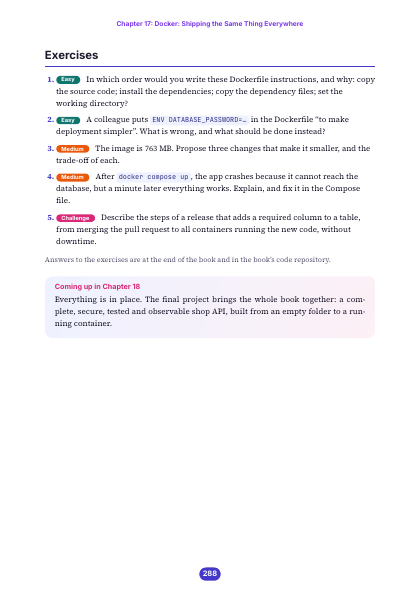 Chapter 17: Docker: Shipping the Same Thing Everywhere
Exercises
1. Easy In which order would you write these Dockerfile instructions, and why: copy
the source code; install the dependencies; copy the dependency files; set the
working directory?
2. Easy A colleague puts ENV DATABASE_PASSWORD=… in the Dockerfile “to make
deployment simpler”. What is wrong, and what should be done instead?
3. Medium The image is 763 MB. Propose three changes that make it smaller, and the
trade-off of each.
4. Medium After docker compose up, the app crashes because it cannot reach the
database, but a minute later everything works. Explain, and fix it in the Compose
file.
5. Challenge Describe the steps of a release that adds a required column to a table,
from merging the pull request to all containers running the new code, without
downtime.
Answers to the exercises are at the end of the book and in the book’s code repository.
Coming up in Chapter 18
Everything is in place. The final project brings the whole book together: a com-
plete, secure, tested and observable shop API, built from an empty folder to a run-
ning container.
288